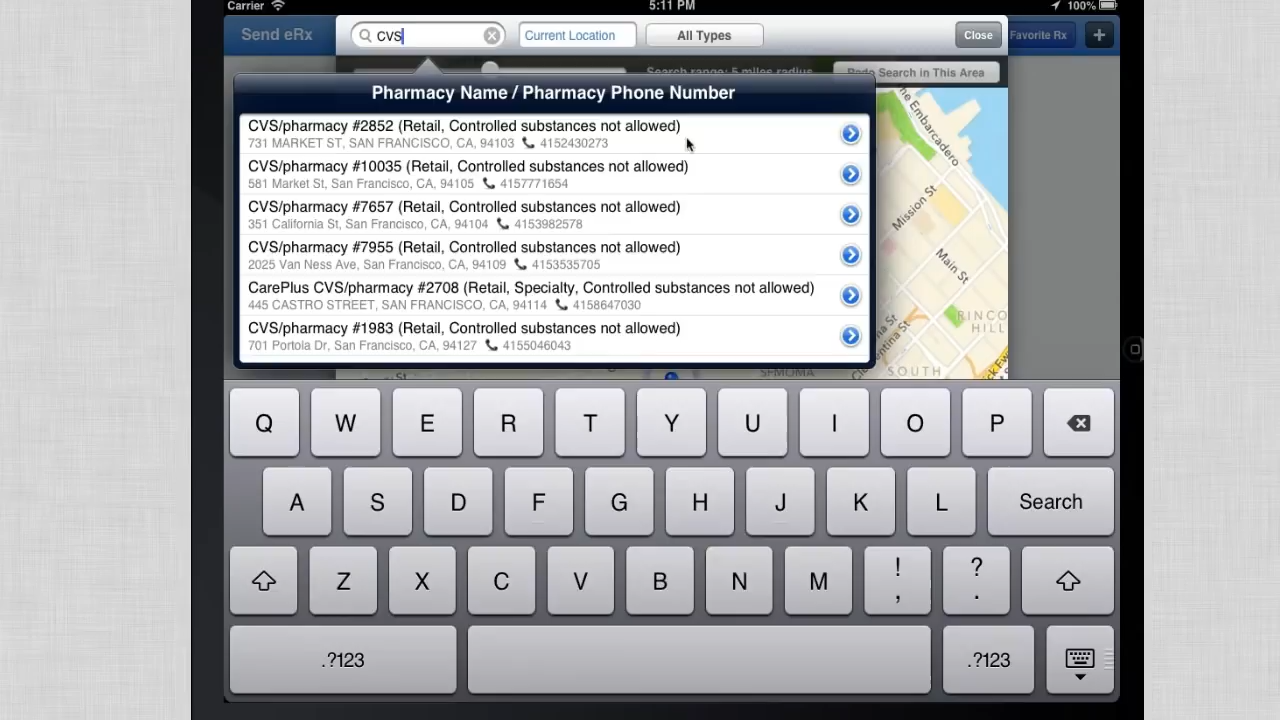 Carrier 5:11 PM 100%
Send eRx CVS Current Location All Types Close Favorite Rx +
Search range: 5 miles radius Redo Search in This Area
Pharmacy Name / Pharmacy Phone Number
CVS/pharmacy #2852 (Retail, Controlled substances not allowed)
731 MARKET ST, SAN FRANCISCO, CA, 94103 4152430273
CVS/pharmacy #10035 (Retail, Controlled substances not allowed)
581 Market St, San Francisco, CA, 94105 4157771654
CVS/pharmacy #7657 (Retail, Controlled substances not allowed)
351 California St, San Francisco, CA, 94104 4153982578
CVS/pharmacy #7955 (Retail, Controlled substances not allowed)
2025 Van Ness Ave, San Francisco, CA, 94109 4153535705
CarePlus CVS/pharmacy #2708 (Retail, Specialty, Controlled substances not allowed)
445 CASTRO STREET, SAN FRANCISCO, CA, 94114 4158647030
CVS/pharmacy #1983 (Retail, Controlled substances not allowed)
701 Portola Dr, San Francisco, CA, 94127 4155046043
The Embarcadero
Mission St
Main St
RINCO
HILL
SOUTH
Q W E R T Y U I O P
A S D F G H J K L Search
Z X C V B N M ! , ? .
.?123 .?123